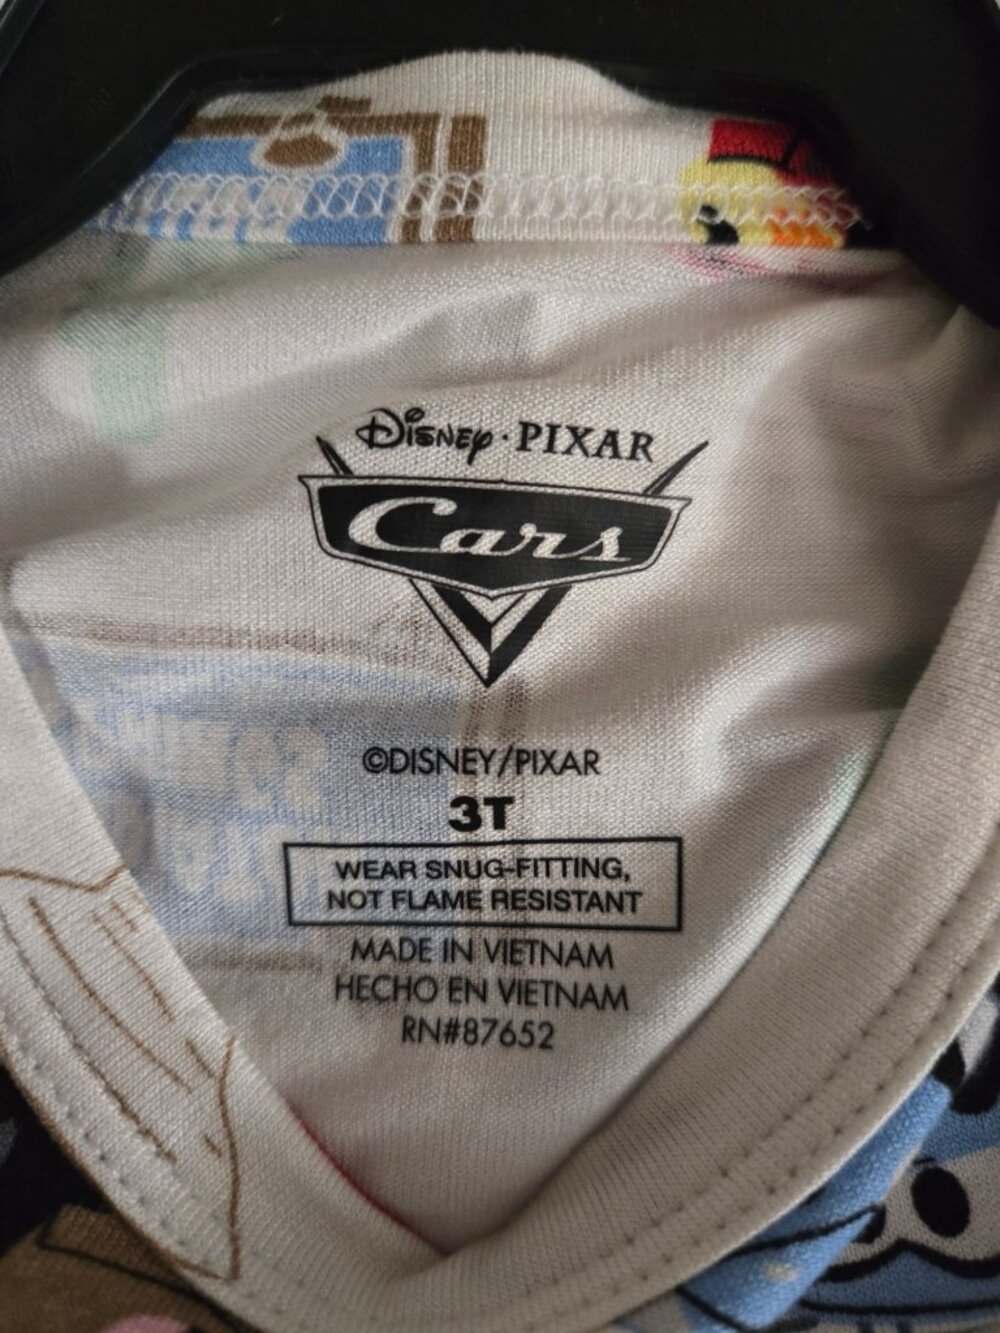 Disney · PIXAR
Cars
©DISNEY/PIXAR
3T
WEAR SNUG-FITTING,
NOT FLAME RESISTANT
MADE IN VIETNAM
HECHO EN VIETNAM
RN#87652